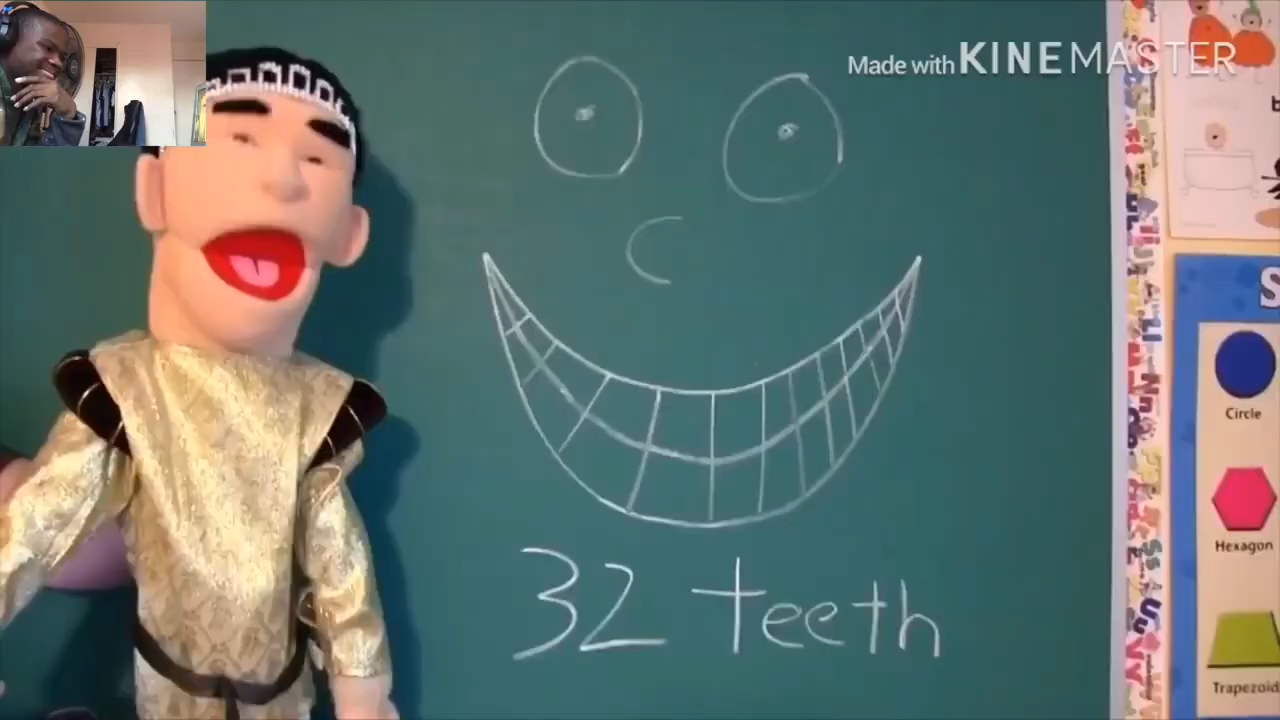 Made with KINEMASTER
32 teeth
S
Circle
Hexagon
Trapezoid